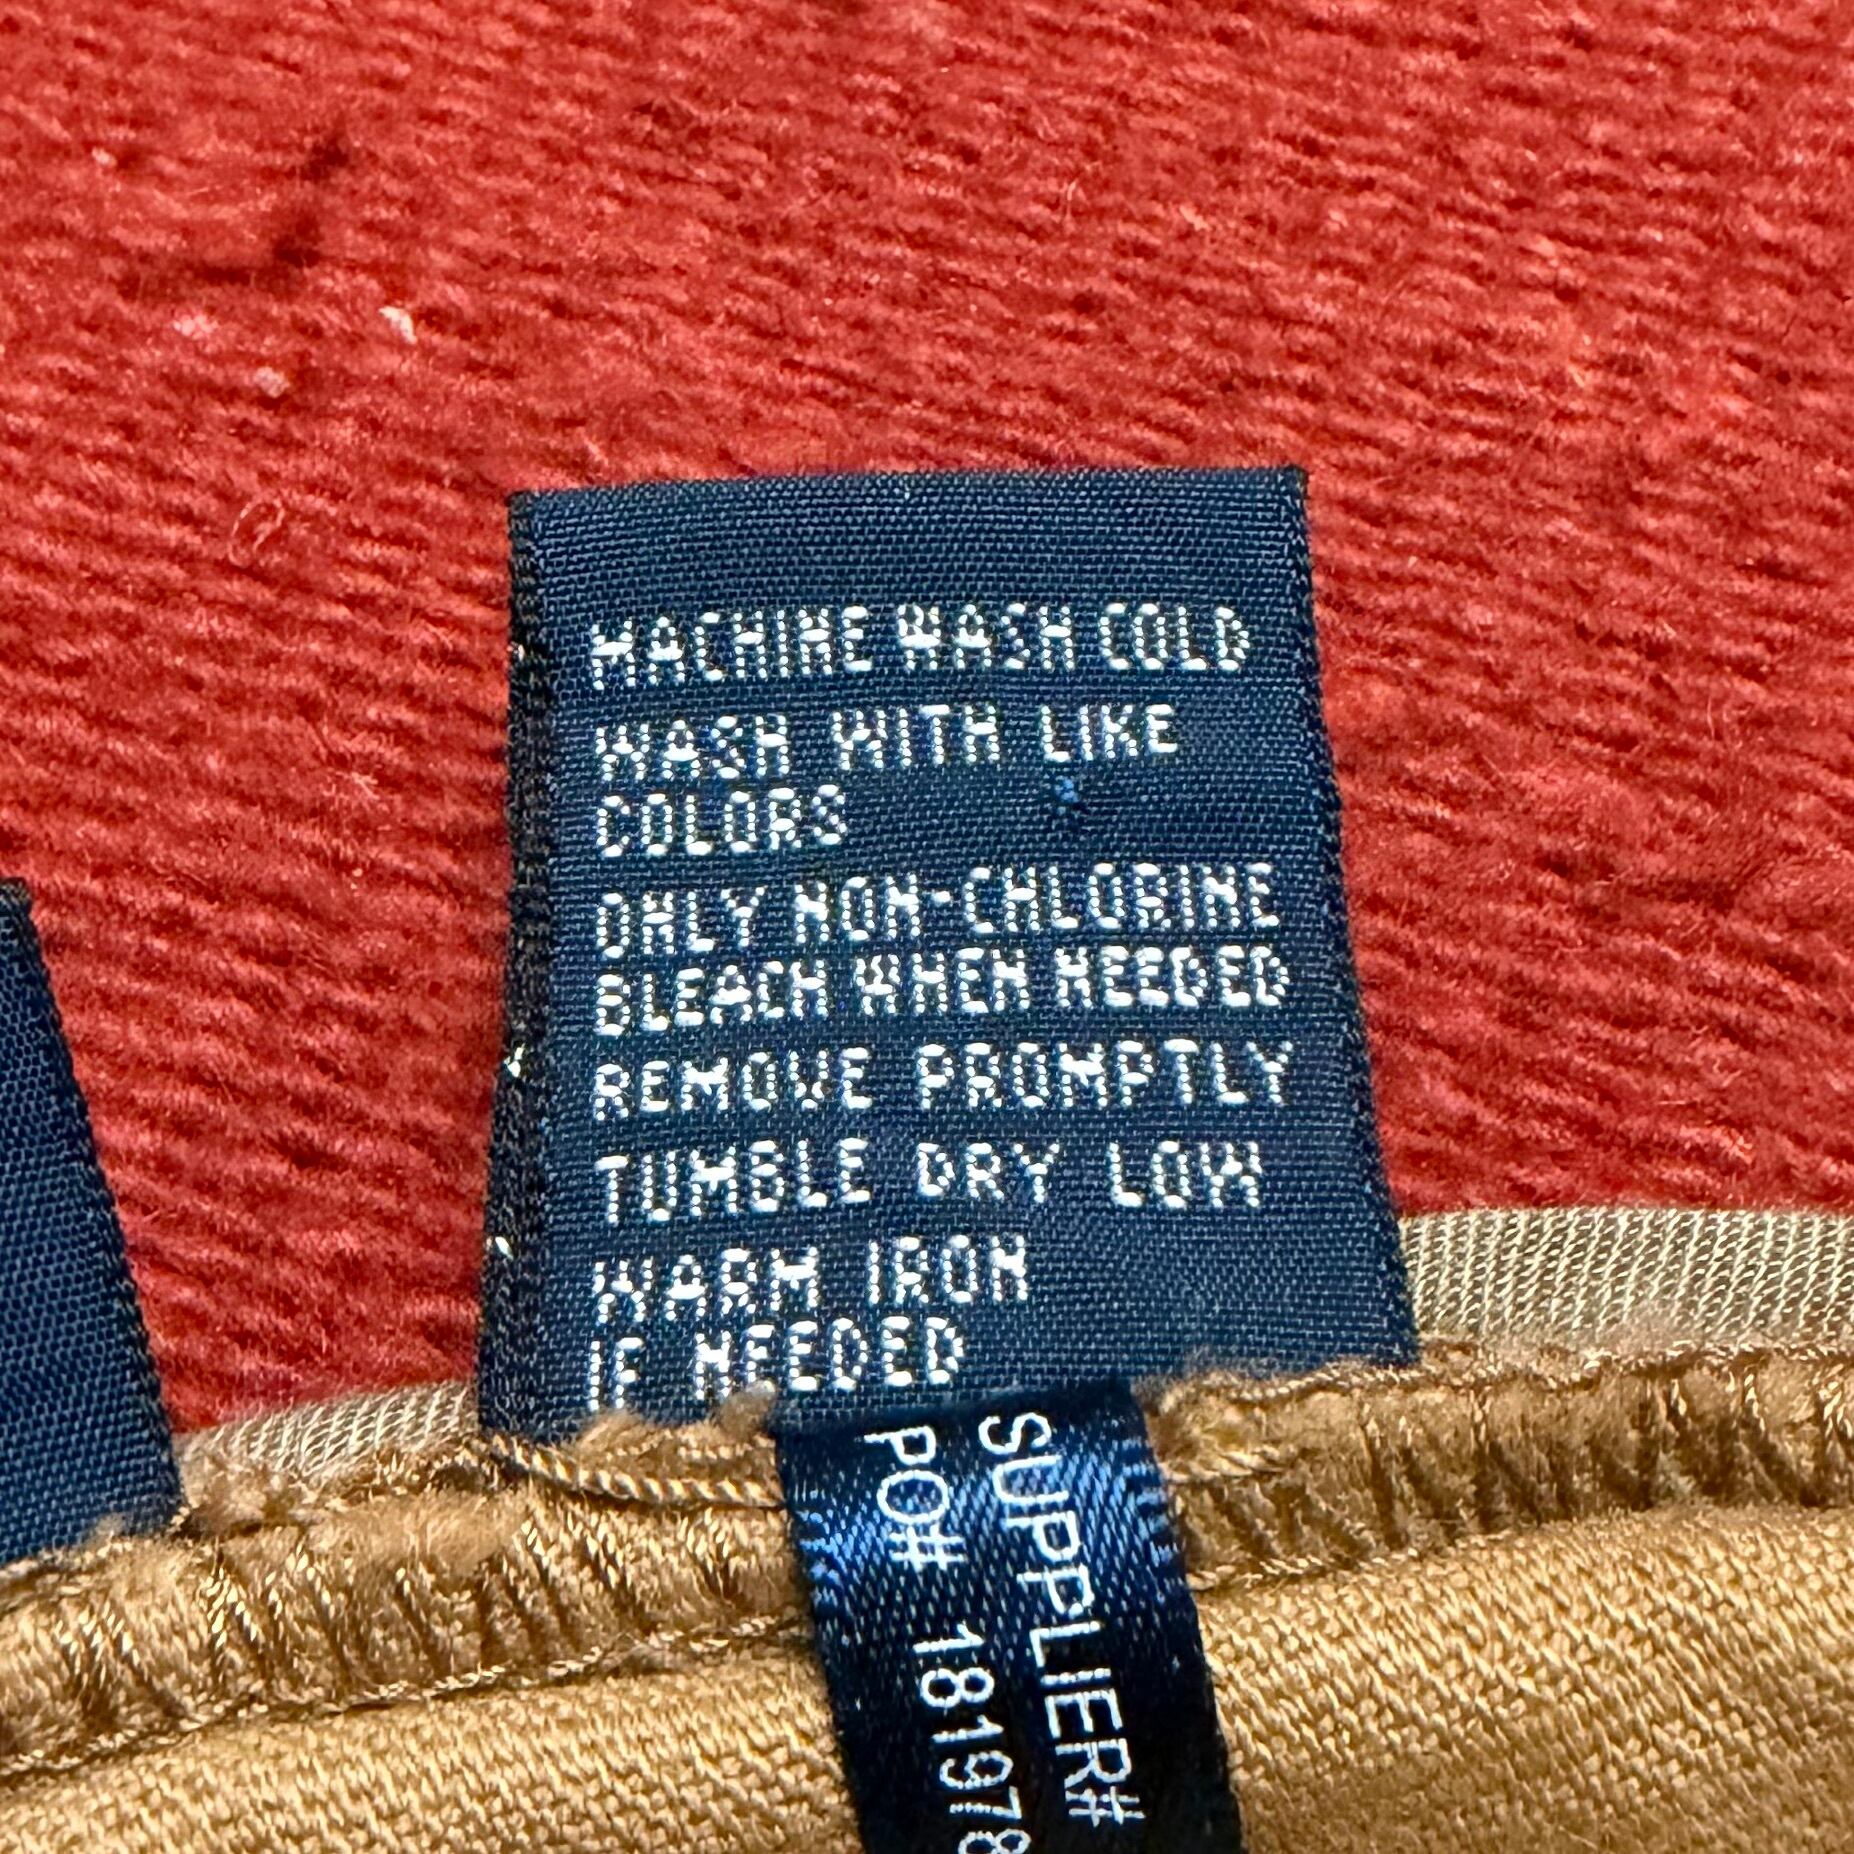 MACHINE WASH COLD
WASH WITH LIKE
COLORS
ONLY NON-CHLORINE
BLEACH WHEN NEEDED
REMOVE PROMPTLY
TUMBLE DRY LOW
WARM IRON
IF NEEDED
SUPPLIER#
PO# 181978